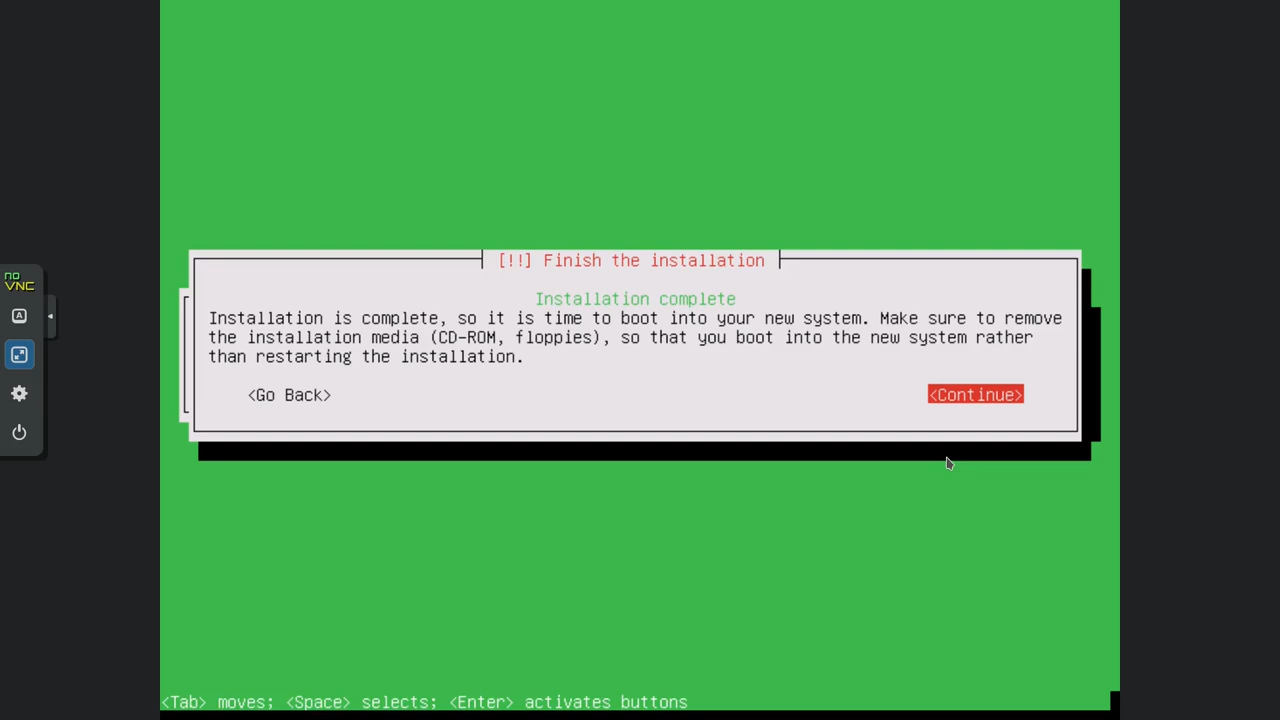 [!!] Finish the installation
Installation complete
Installation is complete, so it is time to boot into your new system. Make sure to remove
the installation media (CD-ROM, floppies), so that you boot into the new system rather
than restarting the installation.
<Go Back> <Continue>
no
VNC
A
<Tab> moves; <Space> selects; <Enter> activates buttons